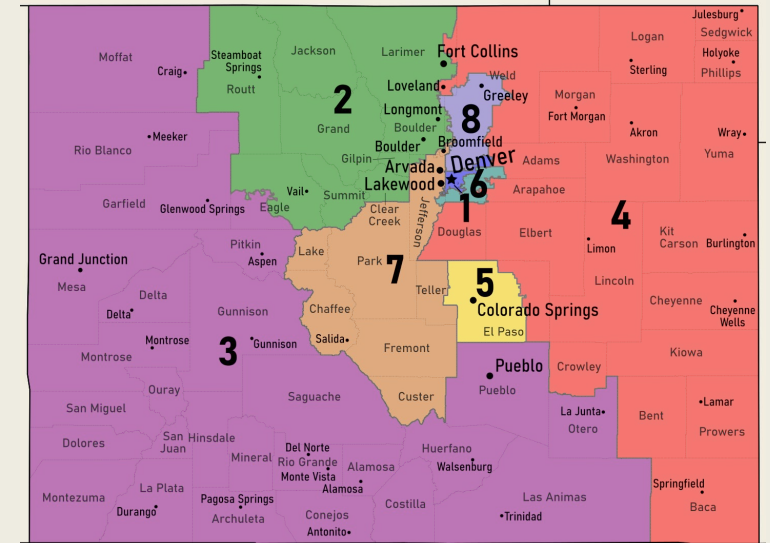 Julesburg
Sedgwick
Moffat
Craig
Steamboat
Springs
Routt
Jackson
Larimer
Fort Collins
Logan
Sterling
Holyoke
Phillips
Loveland
Weld
Greeley
Morgan
Fort Morgan
2
Longmont
8
Akron
Wray
Meeker
Rio Blanco
Grand
Boulder
Boulder
Broomfield
Washington
Yuma
Gilpin
Arvada
Denver
Adams
Lakewood
6
Arapahoe
Garfield
Glenwood Springs
Eagle
Vail
Summit
Clear
Creek
Jefferson
1
Douglas
Elbert
4
Limon
Kit
Carson
Burlington
Grand Junction
Mesa
Pitkin
Aspen
Lake
Park
7
Teller
5
Colorado Springs
El Paso
Lincoln
Cheyenne
Cheyenne
Wells
Delta
Delta
Gunnison
Chaffee
Salida
Montrose
Montrose
3
Gunnison
Fremont
Kiowa
Pueblo
Pueblo
Crowley
Ouray
San Miguel
Saguache
Custer
La Junta
Otero
Bent
Lamar
Prowers
Dolores
San
Juan
Hinsdale
Mineral
Del Norte
Rio Grande
Monte Vista
Alamosa
Alamosa
Huerfano
Walsenburg
Montezuma
La Plata
Durango
Pagosa Springs
Archuleta
Conejos
Antonito
Costilla
Las Animas
Trinidad
Springfield
Baca